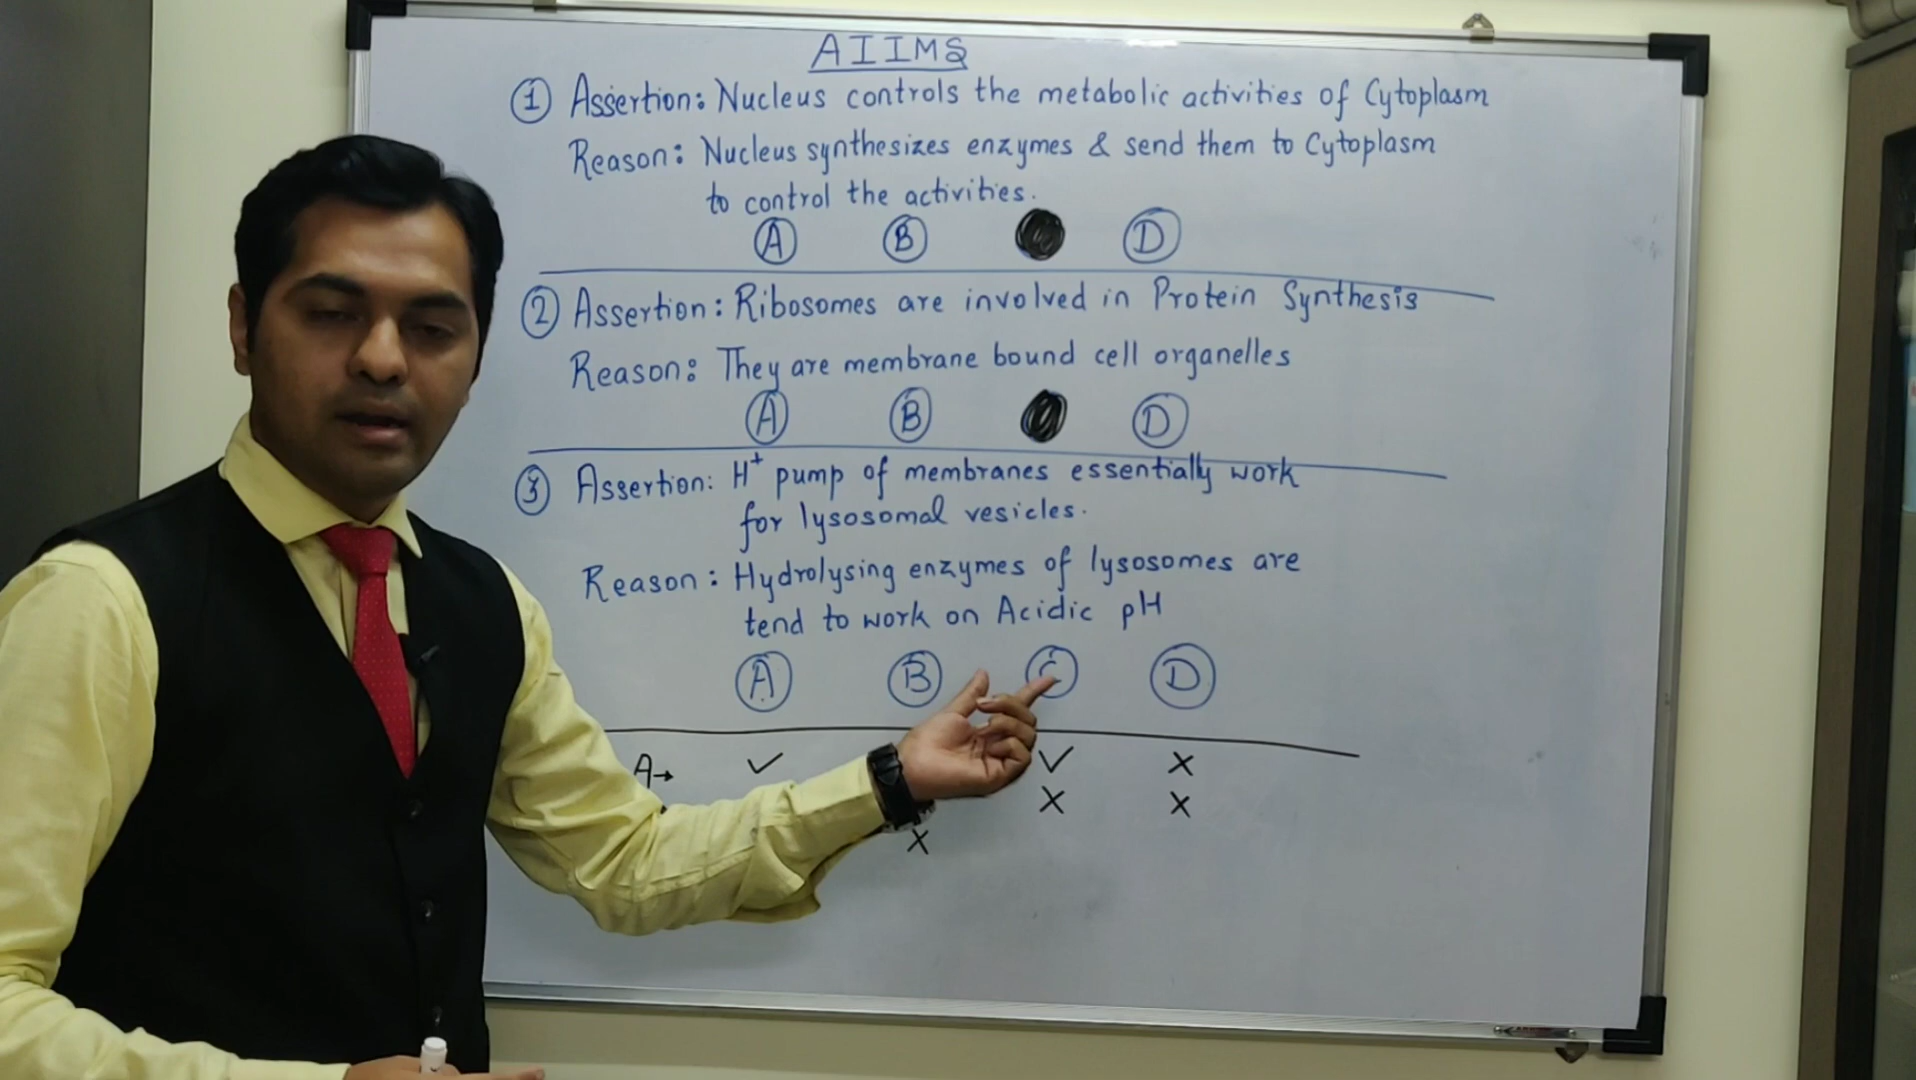 AIIMS
1 Assertion: Nucleus controls the metabolic activities of Cytoplasm
Reason: Nucleus synthesizes enzymes & send them to Cytoplasm
to control the activities.
A B D
2 Assertion: Ribosomes are involved in Protein Synthesis
Reason: They are membrane bound cell organelles
A B D
3 Assertion: H+ pump of membranes essentially work
for lysosomal vesicles.
Reason: Hydrolysing enzymes of lysosomes are
tend to work on Acidic pH
A B C D
A→ ✓ ✓ ✗
✗ ✗
✗